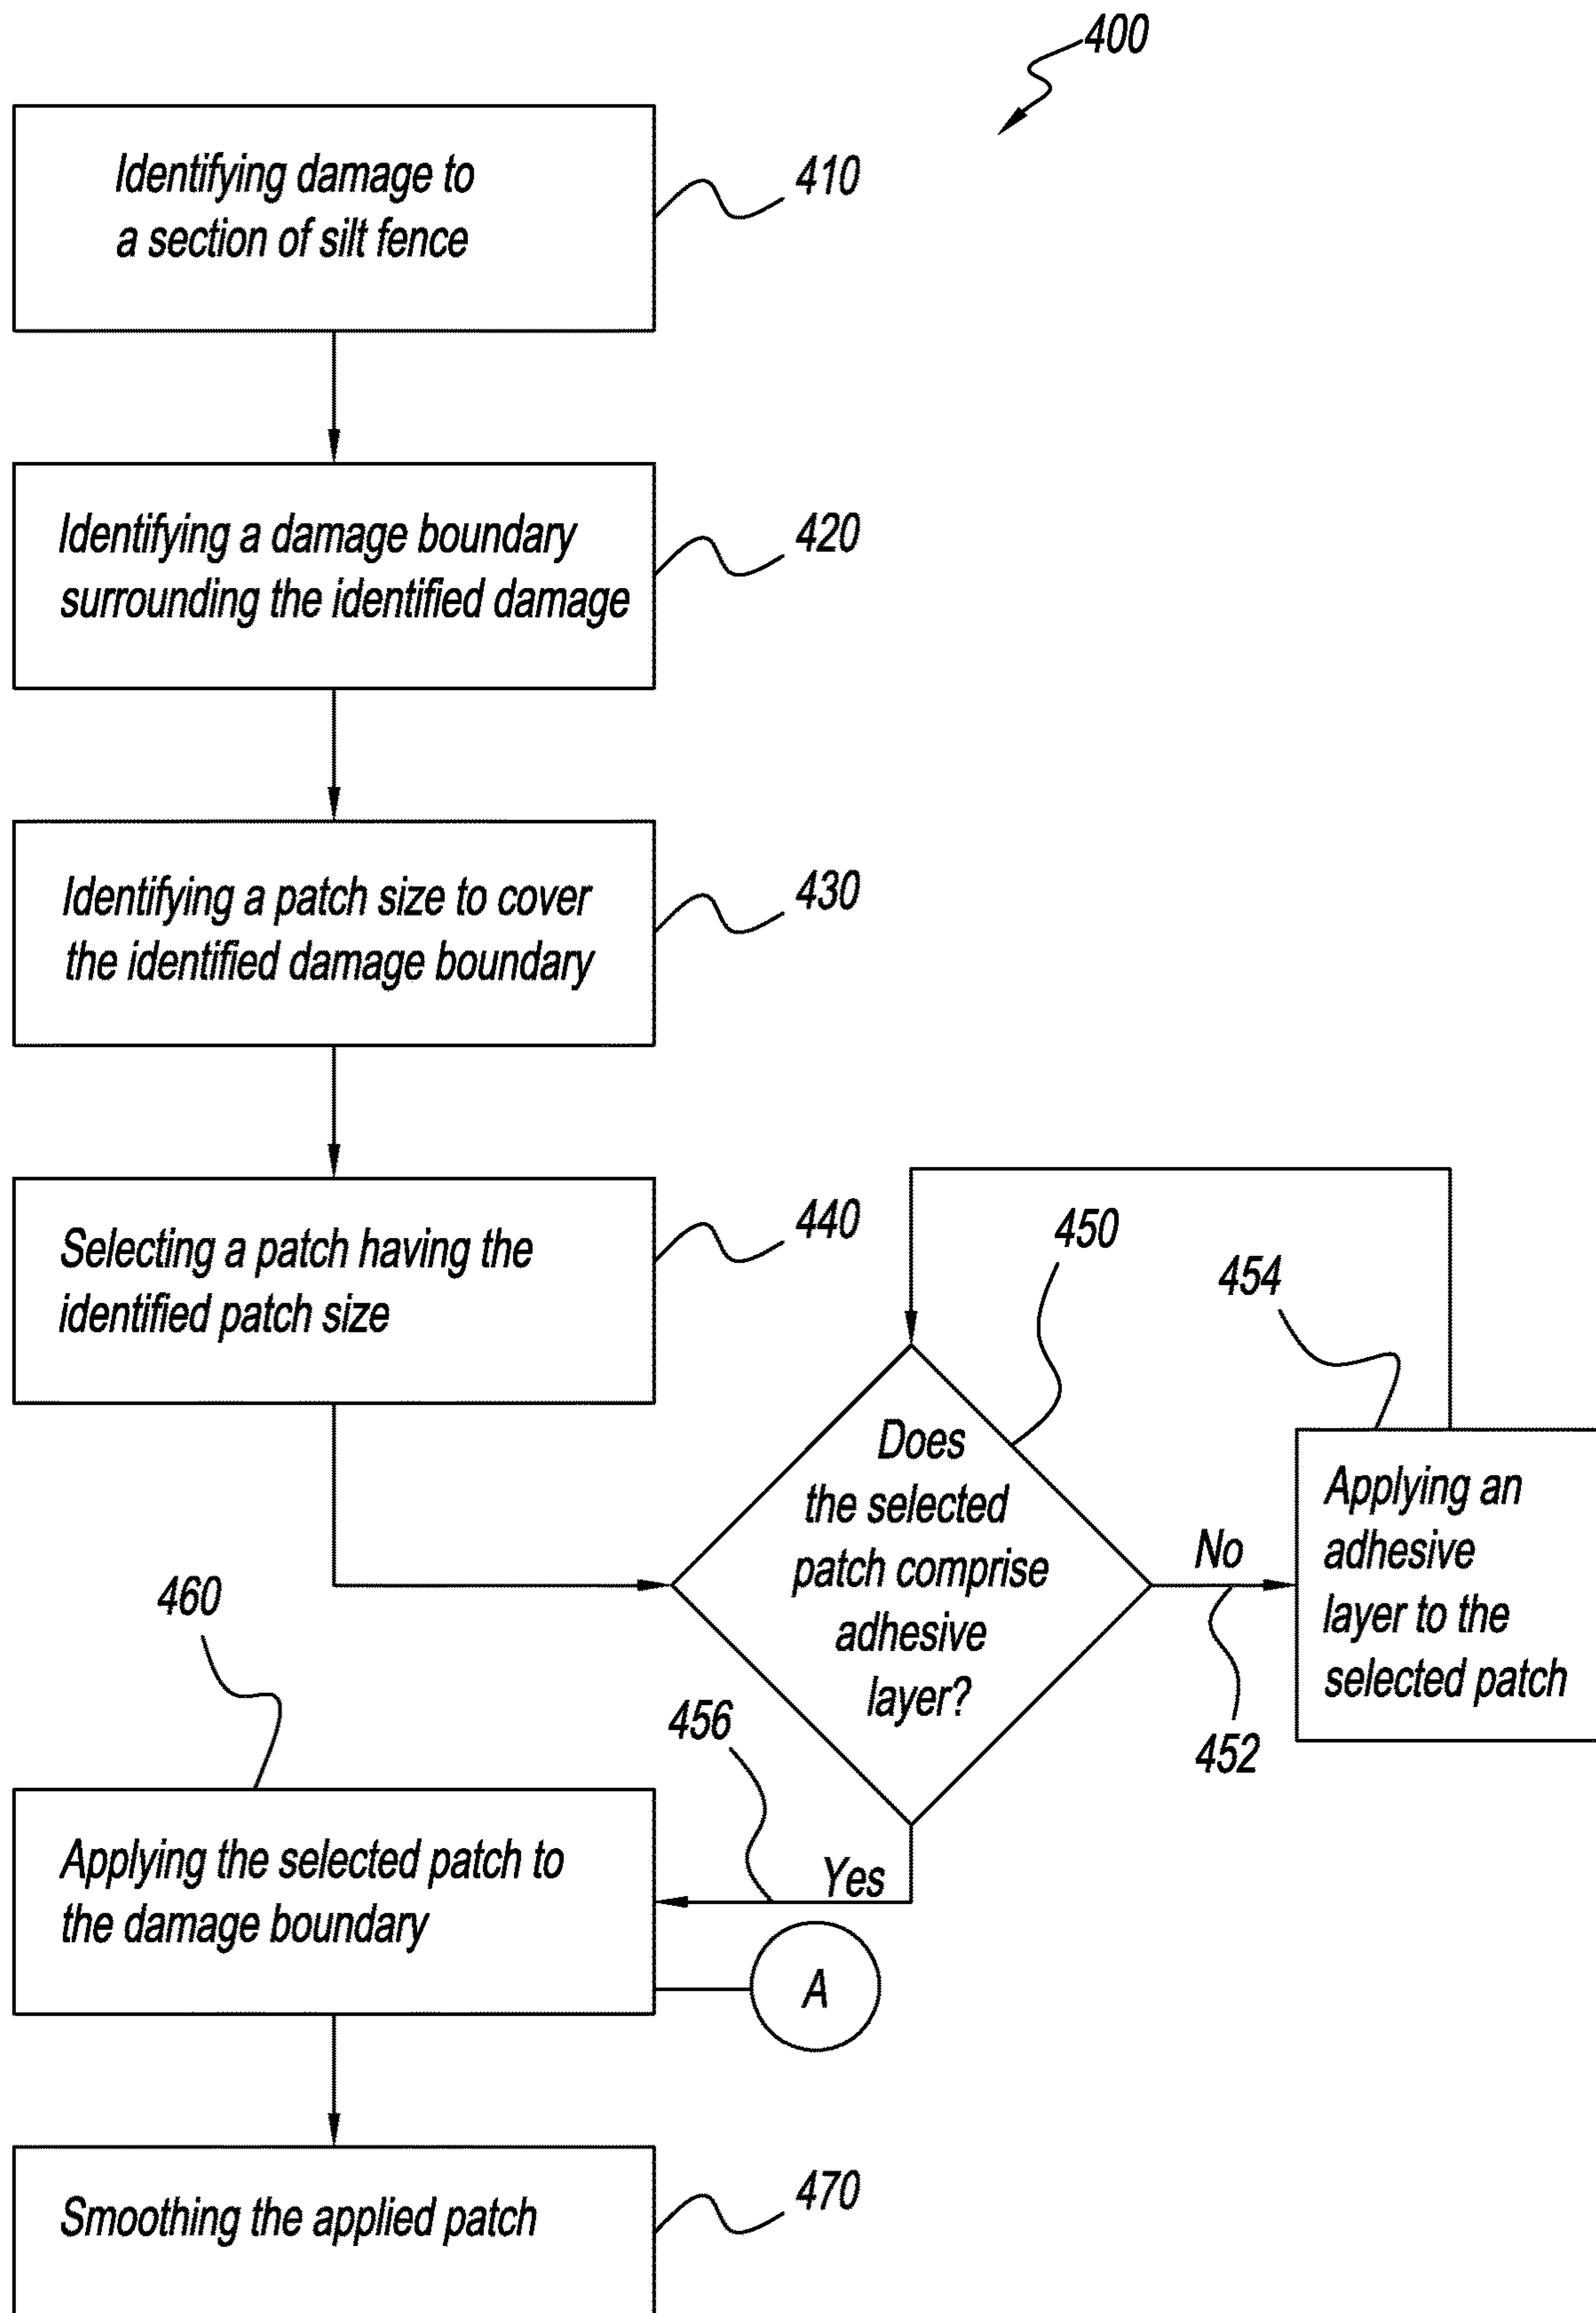 400
Identifying damage to
a section of silt fence
410
Identifying a damage boundary
surrounding the identified damage
420
Identifying a patch size to cover
the identified damage boundary
430
Selecting a patch having the
identified patch size
440
450
454
Does
the selected
patch comprise
adhesive
layer?
No
452
Applying an
adhesive
layer to the
selected patch
460
456
Yes
Applying the selected patch to
the damage boundary
A
Smoothing the applied patch
470